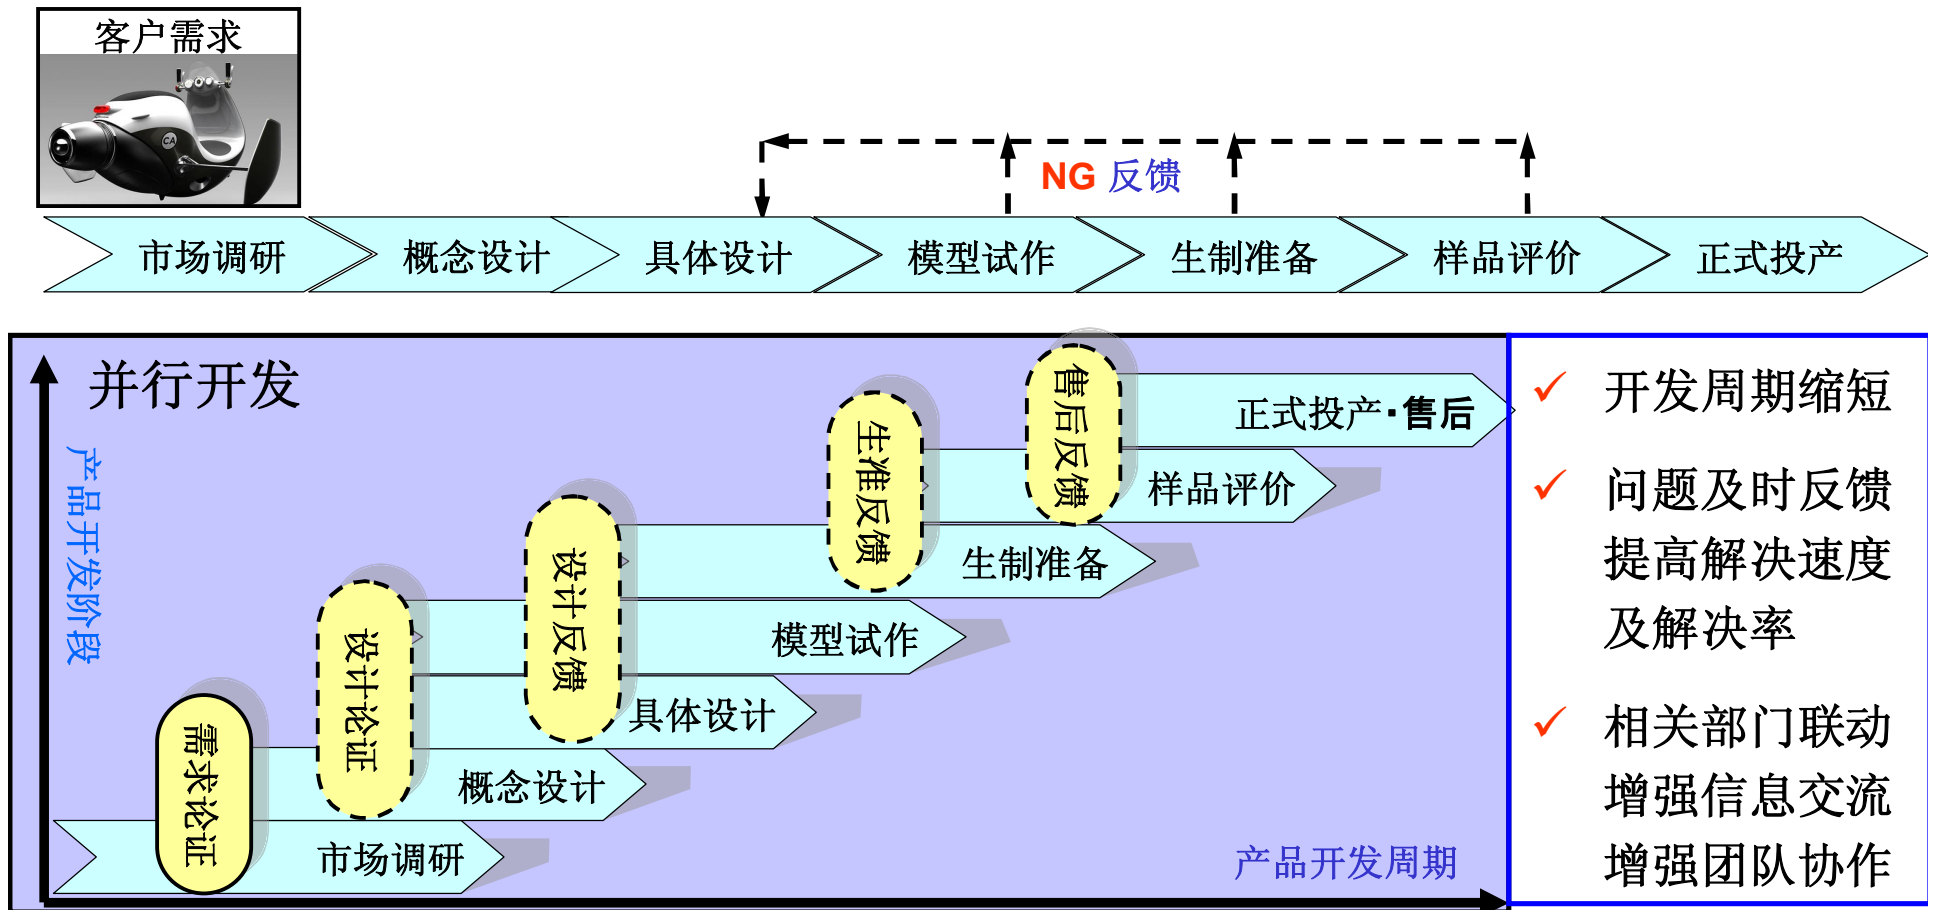 客户需求
CA
NG 反馈
市场调研
概念设计
具体设计
模型试作
生制准备
样品评价
正式投产
并行开发
产品开发阶段
售后反馈
正式投产·售后
生准反馈
样品评价
设计反馈
生制准备
设计论证
模型试作
需求论证
具体设计
概念设计
市场调研
产品开发周期
✓ 开发周期缩短
✓ 问题及时反馈
提高解决速度
及解决率
✓ 相关部门联动
增强信息交流
增强团队协作